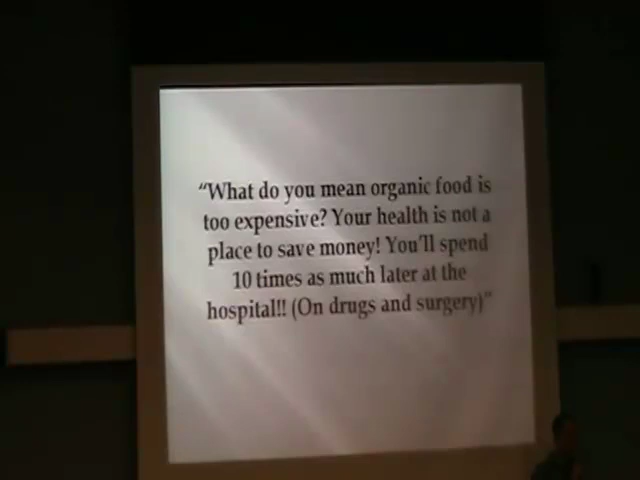 “What do you mean organic food is
too expensive? Your health is not a
place to save money! You'll spend
10 times as much later at the
hospital!! (On drugs and surgery)”